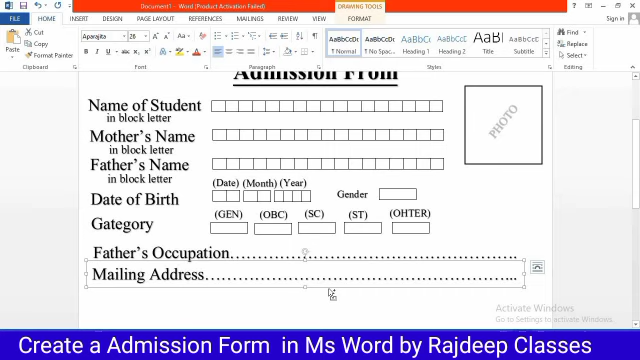 Document1 - Word (Product Activation Failed)
DRAWING TOOLS
FILE HOME INSERT DESIGN PAGE LAYOUT REFERENCES MAILINGS REVIEW VIEW FORMAT Sign in
Cut
Copy
Format Painter
Paste
Clipboard
Aparajita 26
Font
Paragraph
AaBbCcDc AaBbCcDc AaBbCc AaBbCcD AaBl AaBbCcD
¶ Normal ¶ No Spac... Heading 1 Heading 2 Title Subtitle
Styles
Find
Replace
Select
Editing
Admission From
Name of Student
in block letter
Mother's Name
in block letter
Father's Name
in block letter
PHOTO
(Date) (Month) (Year)
Date of Birth
Gender
(GEN) (OBC) (SC) (ST) (OHTER)
Gategory
Father's Occupation……………………………………………….
Mailing Address…………………………………………………...
Activate Windows
Go to Settings to activate Windows.
Create a Admission Form in Ms Word by Rajdeep Classes